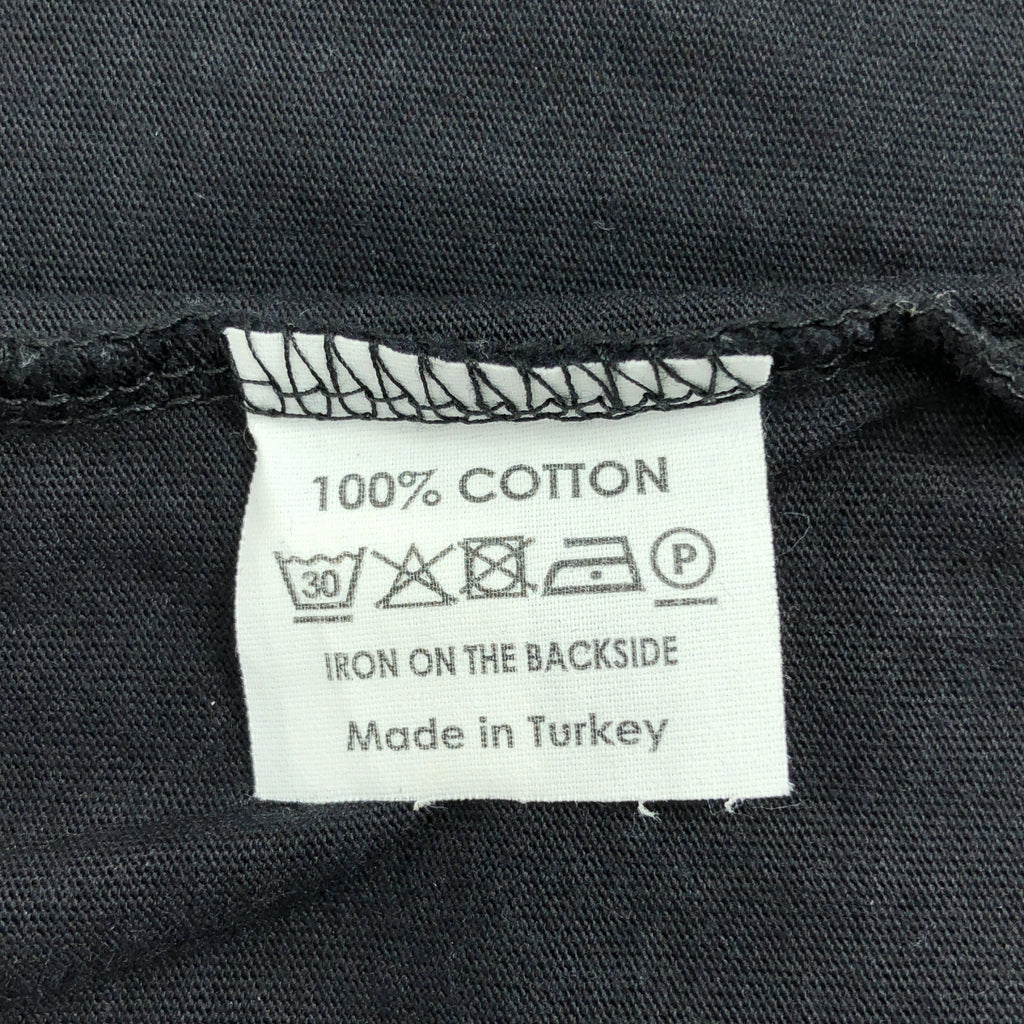 100% COTTON
30 P
IRON ON THE BACKSIDE
Made in Turkey